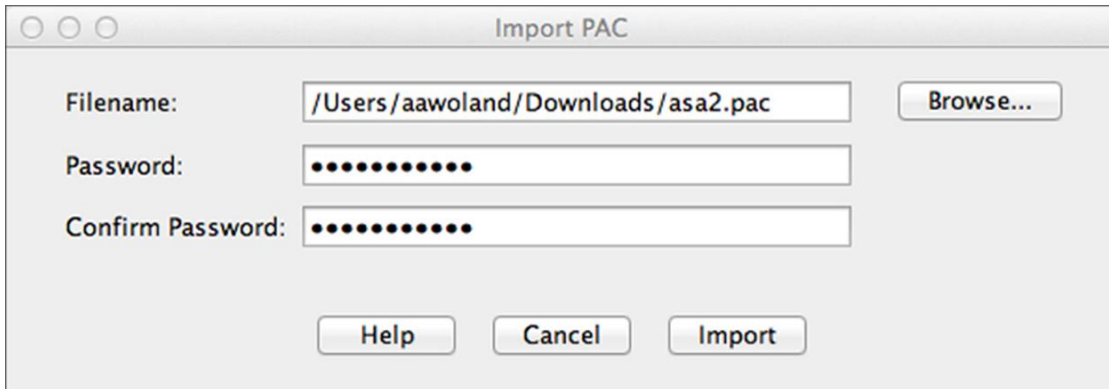 Import PAC
Filename: /Users/aawoland/Downloads/asa2.pac Browse...
Password: •••••••••••
Confirm Password: •••••••••••
Help Cancel Import